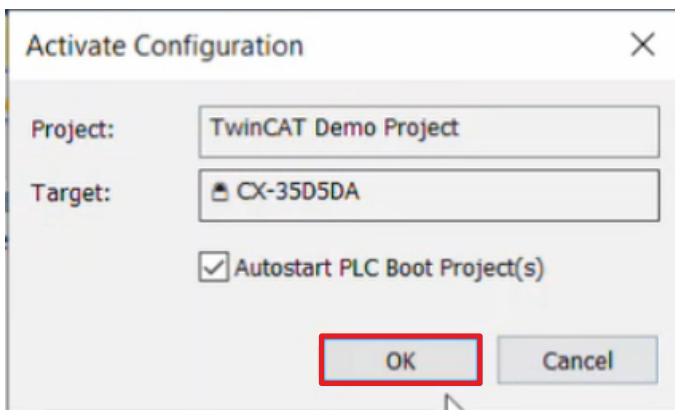 Activate Configuration
Project: TwinCAT Demo Project
Target: CX-35D5DA
Autostart PLC Boot Project(s)
OK Cancel